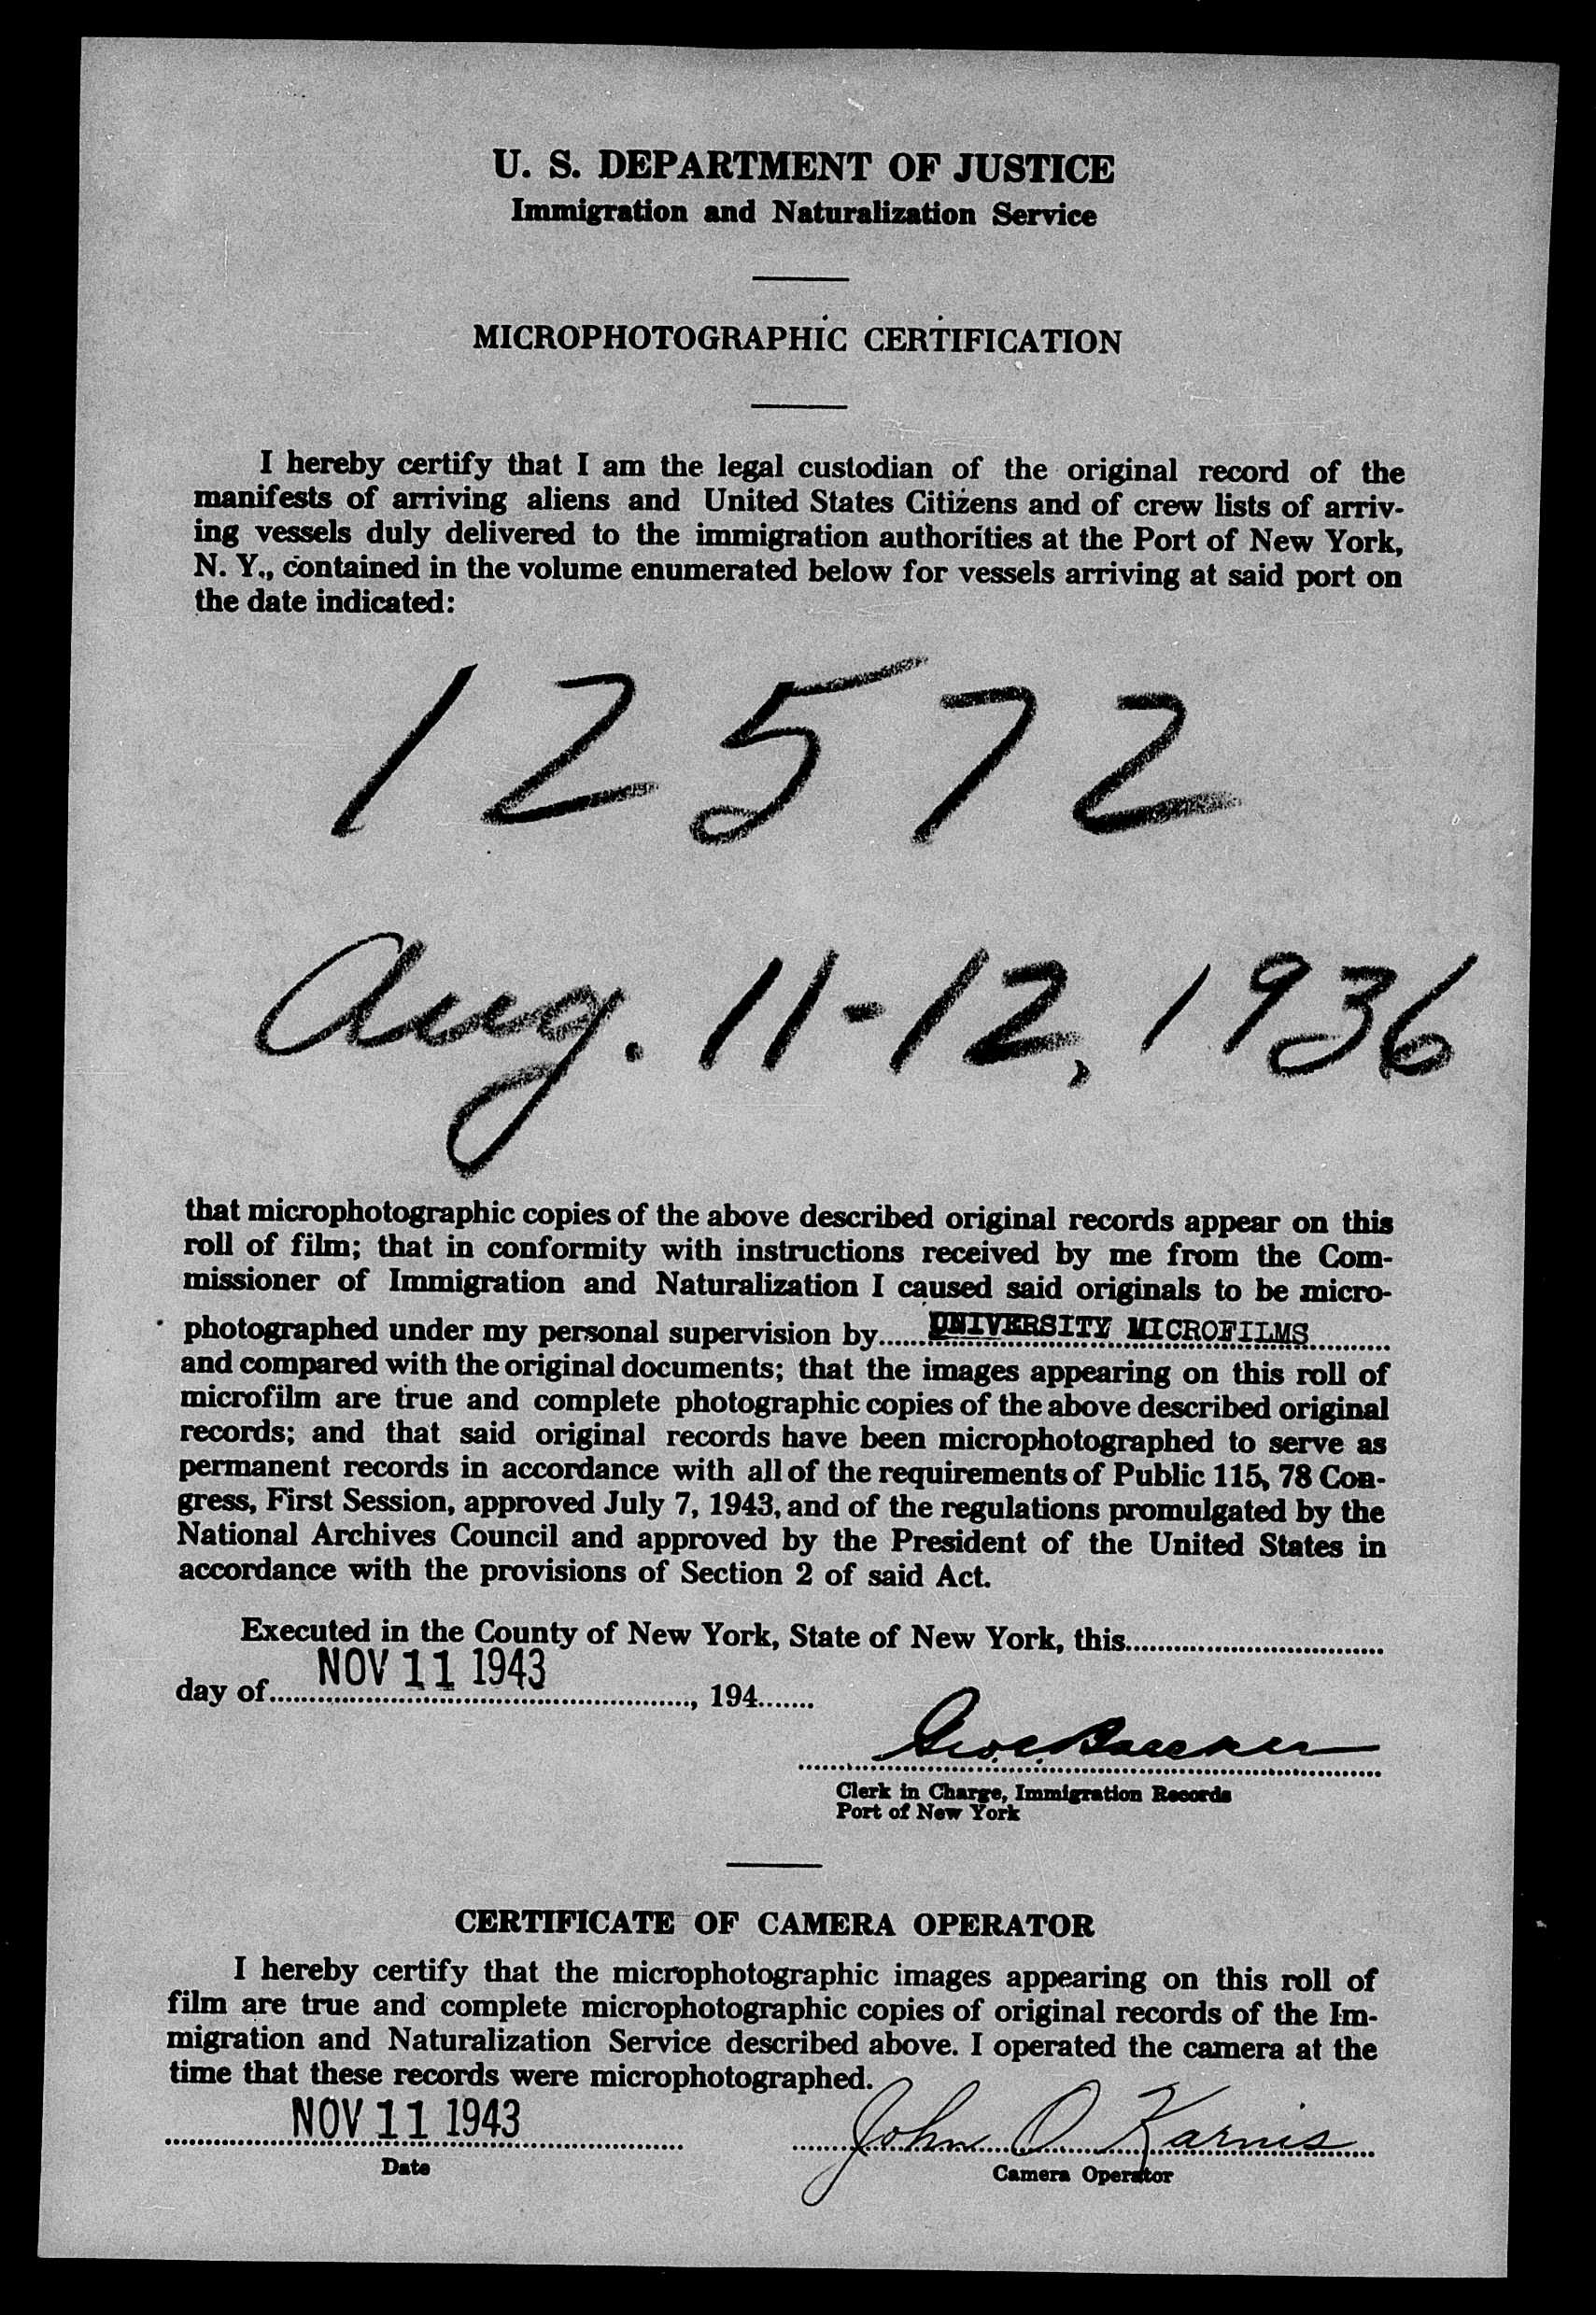 U. S. DEPARTMENT OF JUSTICE
Immigration and Naturalization Service
MICROPHOTOGRAPHIC CERTIFICATION
I hereby certify that I am the legal custodian of the original record of the
manifests of arriving aliens and United States Citizens and of crew lists of arriv-
ing vessels duly delivered to the immigration authorities at the Port of New York,
N. Y., contained in the volume enumerated below for vessels arriving at said port on
the date indicated:
12572
Aug. 11-12, 1936
that microphotographic copies of the above described original records appear on this
roll of film; that in conformity with instructions received by me from the Com-
missioner of Immigration and Naturalization I caused said originals to be micro-
photographed under my personal supervision by......UNIVERSITY MICROFILMS..........
and compared with the original documents; that the images appearing on this roll of
microfilm are true and complete photographic copies of the above described original
records; and that said original records have been microphotographed to serve as
permanent records in accordance with all of the requirements of Public 115, 78 Con-
gress, First Session, approved July 7, 1943, and of the regulations promulgated by the
National Archives Council and approved by the President of the United States in
accordance with the provisions of Section 2 of said Act.
Executed in the County of New York, State of New York, this................................
day of.....NOV 11 1943..................., 194.......
Clerk in Charge, Immigration Records
Port of New York
CERTIFICATE OF CAMERA OPERATOR
I hereby certify that the microphotographic images appearing on this roll of
film are true and complete microphotographic copies of original records of the Im-
migration and Naturalization Service described above. I operated the camera at the
time that these records were microphotographed.
NOV 11 1943
John O Karnis
Date
Camera Operator